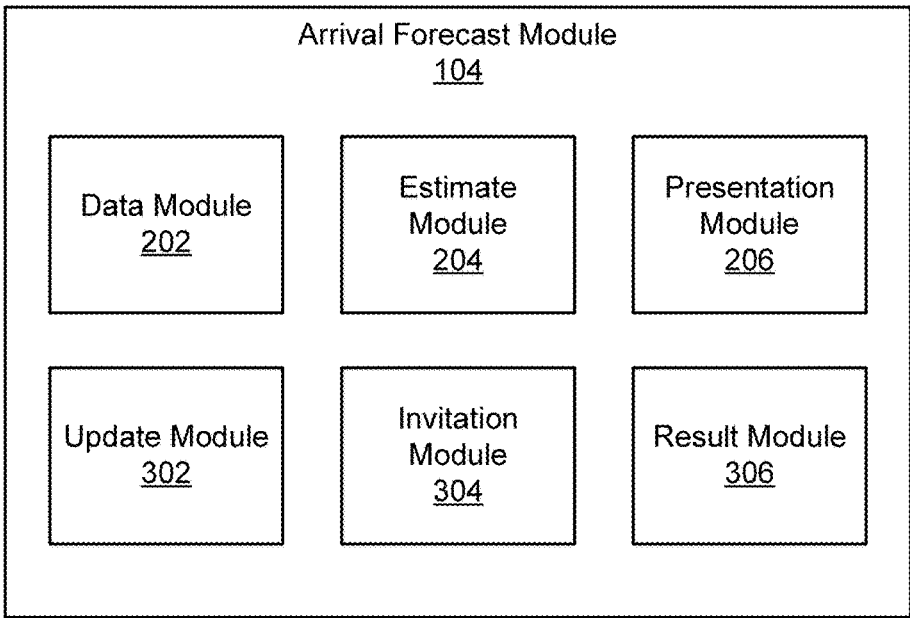 Arrival Forecast Module
104
Data Module
202
Estimate
Module
204
Presentation
Module
206
Update Module
302
Invitation
Module
304
Result Module
306